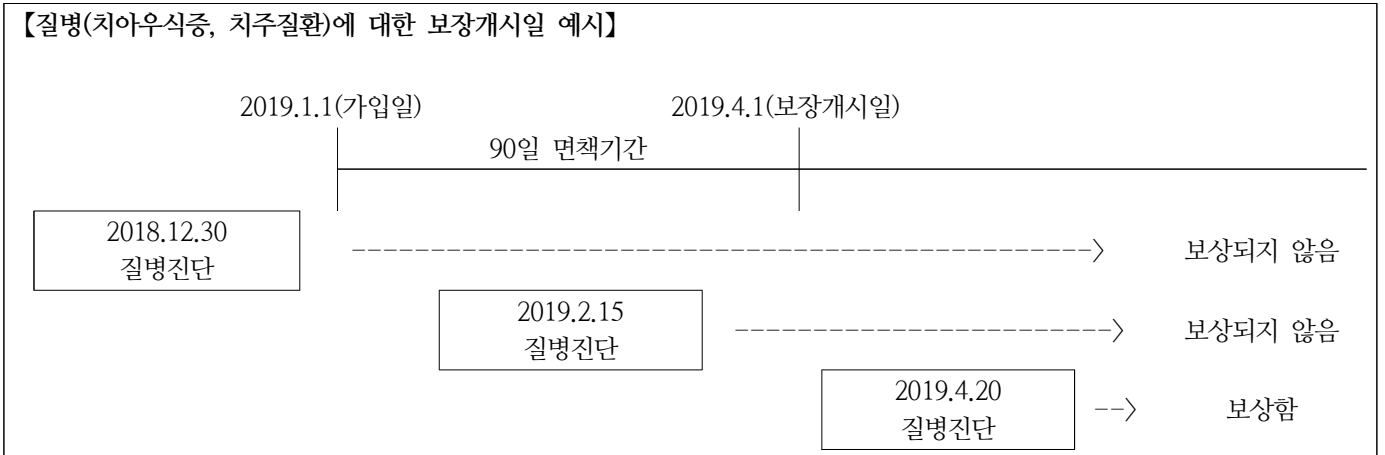 【질병(치아우식증, 치주질환)에 대한 보장개시일 예시】
2019.1.1(가입일)
2019.4.1(보장개시일)
90일 면책기간
2018.12.30
질병진단
보상되지 않음
2019.2.15
질병진단
보상되지 않음
2019.4.20
질병진단
보상함